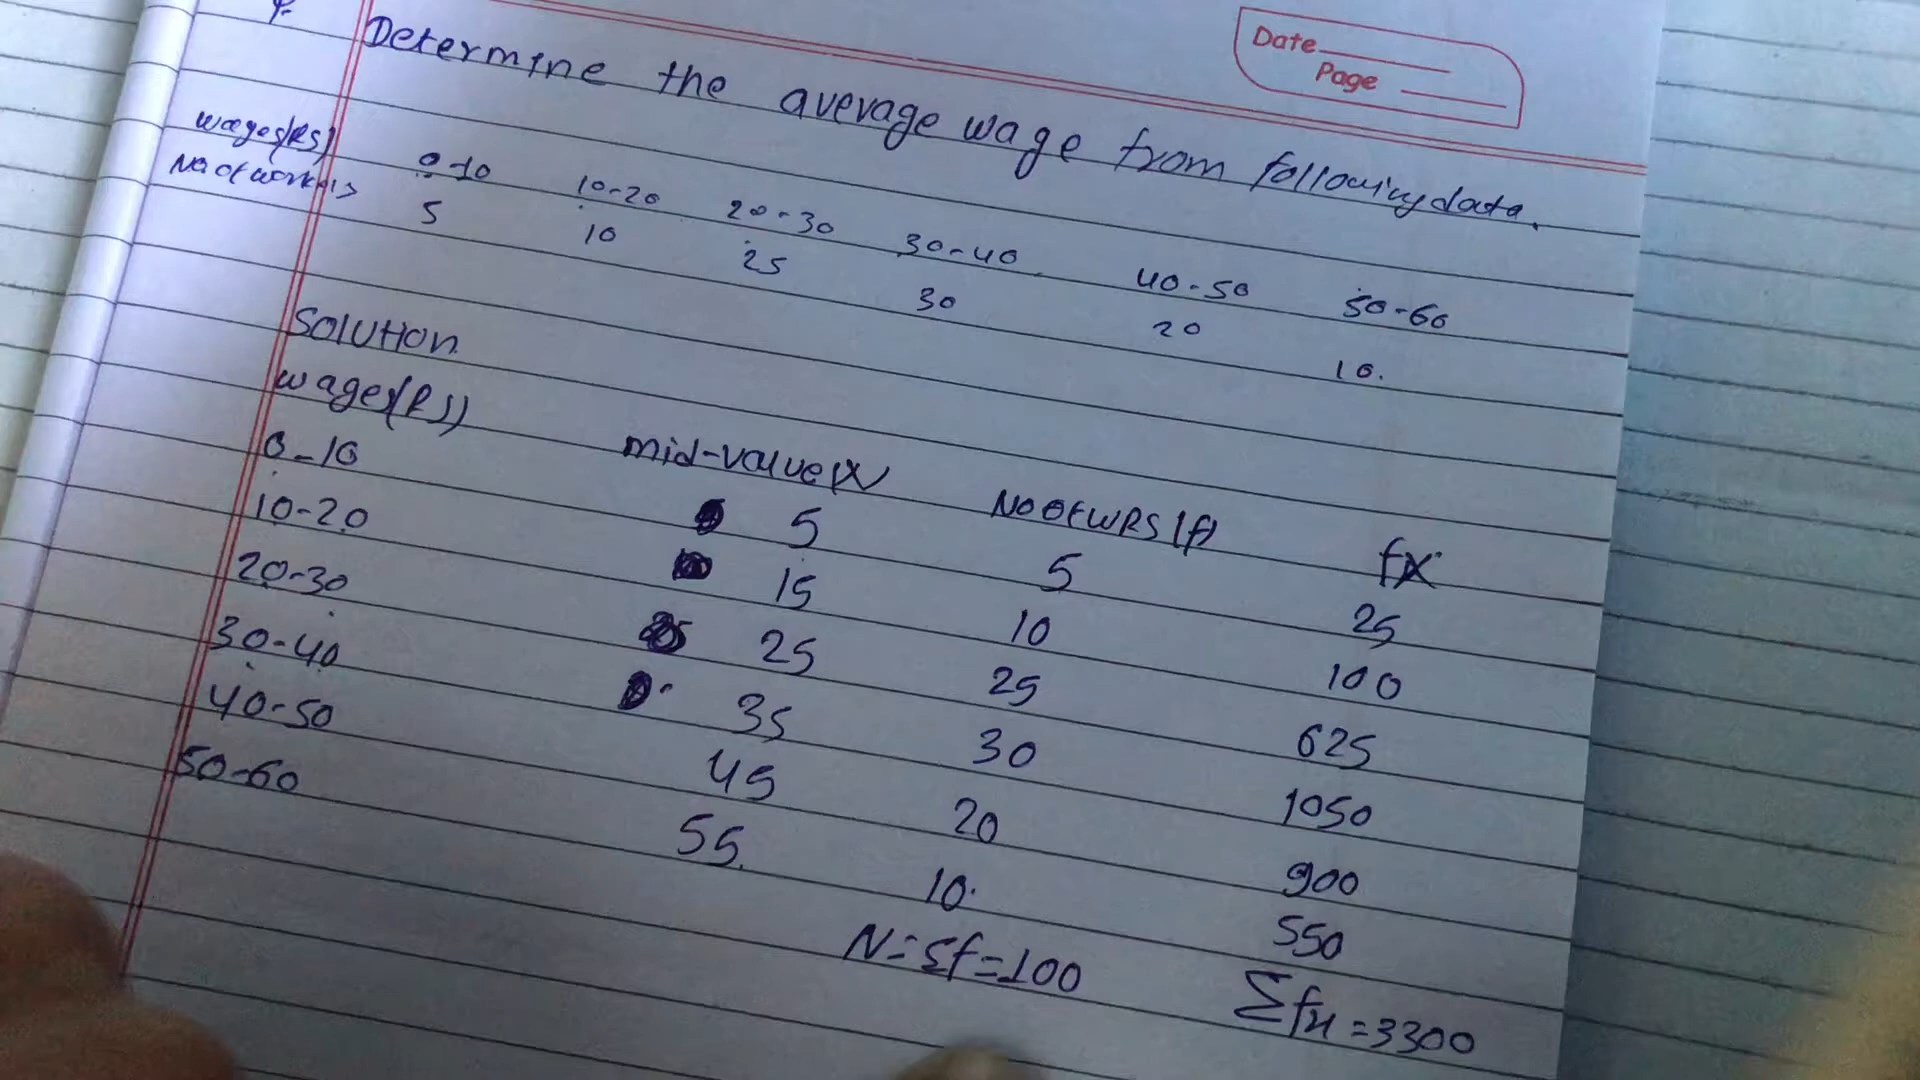 Date
Page
Determine the average wage from following data.
wages(RS) 0-10 10-20 20-30 30-40 40-50 50-60
No of workers 5 10 25 30 20 10.
SOLUTION
wages(RS) mid-value(X) No of WRS(f) fX
0-10 5 5 25
10-20 15 10 100
20-30 25 25 625
30-40 35 30 1050
40-50 45 20 900
50-60 55. 10. 550
N=Σf=100 Σfx=3300